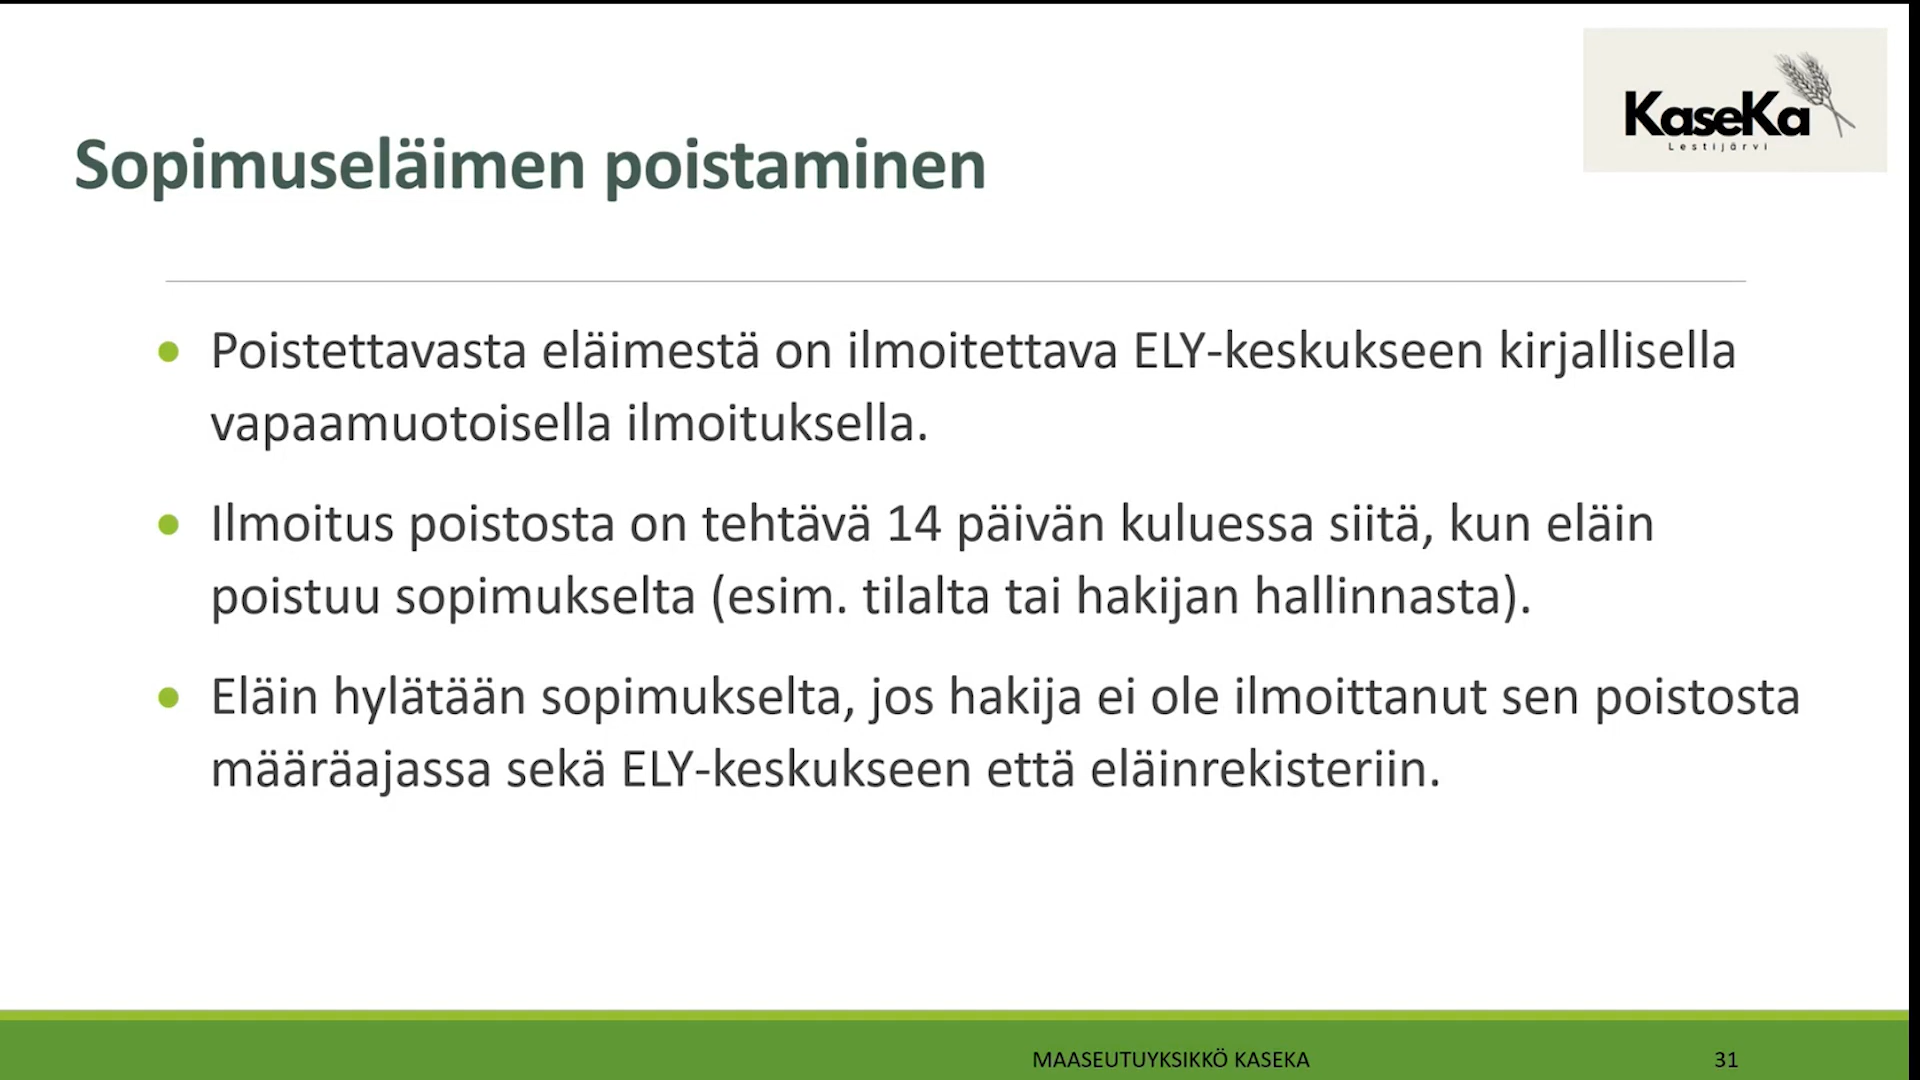 KaseKa
Lestijärvi
Sopimuseläimen poistaminen
Poistettavasta eläimestä on ilmoitettava ELY-keskukseen kirjallisella
vapaamuotoisella ilmoituksella.
Ilmoitus poistosta on tehtävä 14 päivän kuluessa siitä, kun eläin
poistuu sopimukselta (esim. tilalta tai hakijan hallinnasta).
Eläin hylätään sopimukselta, jos hakija ei ole ilmoittanut sen poistosta
määräajassa sekä ELY-keskukseen että eläinrekisteriin.
MAASEUTUYKSIKKÖ KASEKA
31